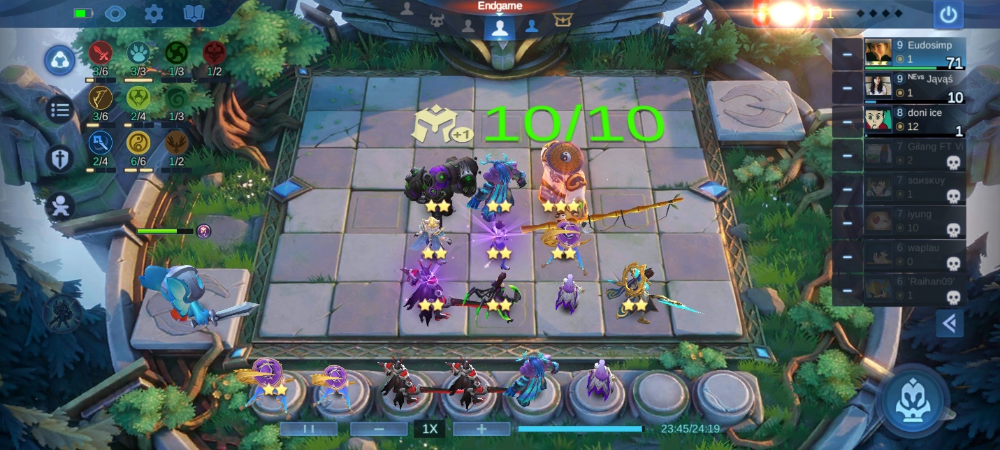 Endgame
1
9 Eudosimp
1
71
9 NEvs Jąvąś
1
10
8 doni ice
12
1
7 Gilang FT Vi
2
7 sɑиsкuy
1
7 iyung
10
6 waplau
0
6 'Raihan09'
1
3/6
3/3
1/3
1/2
3/6
2/4
1/3
2/4
6/6
1/2
+1 10/10
1X
23:45/24:19